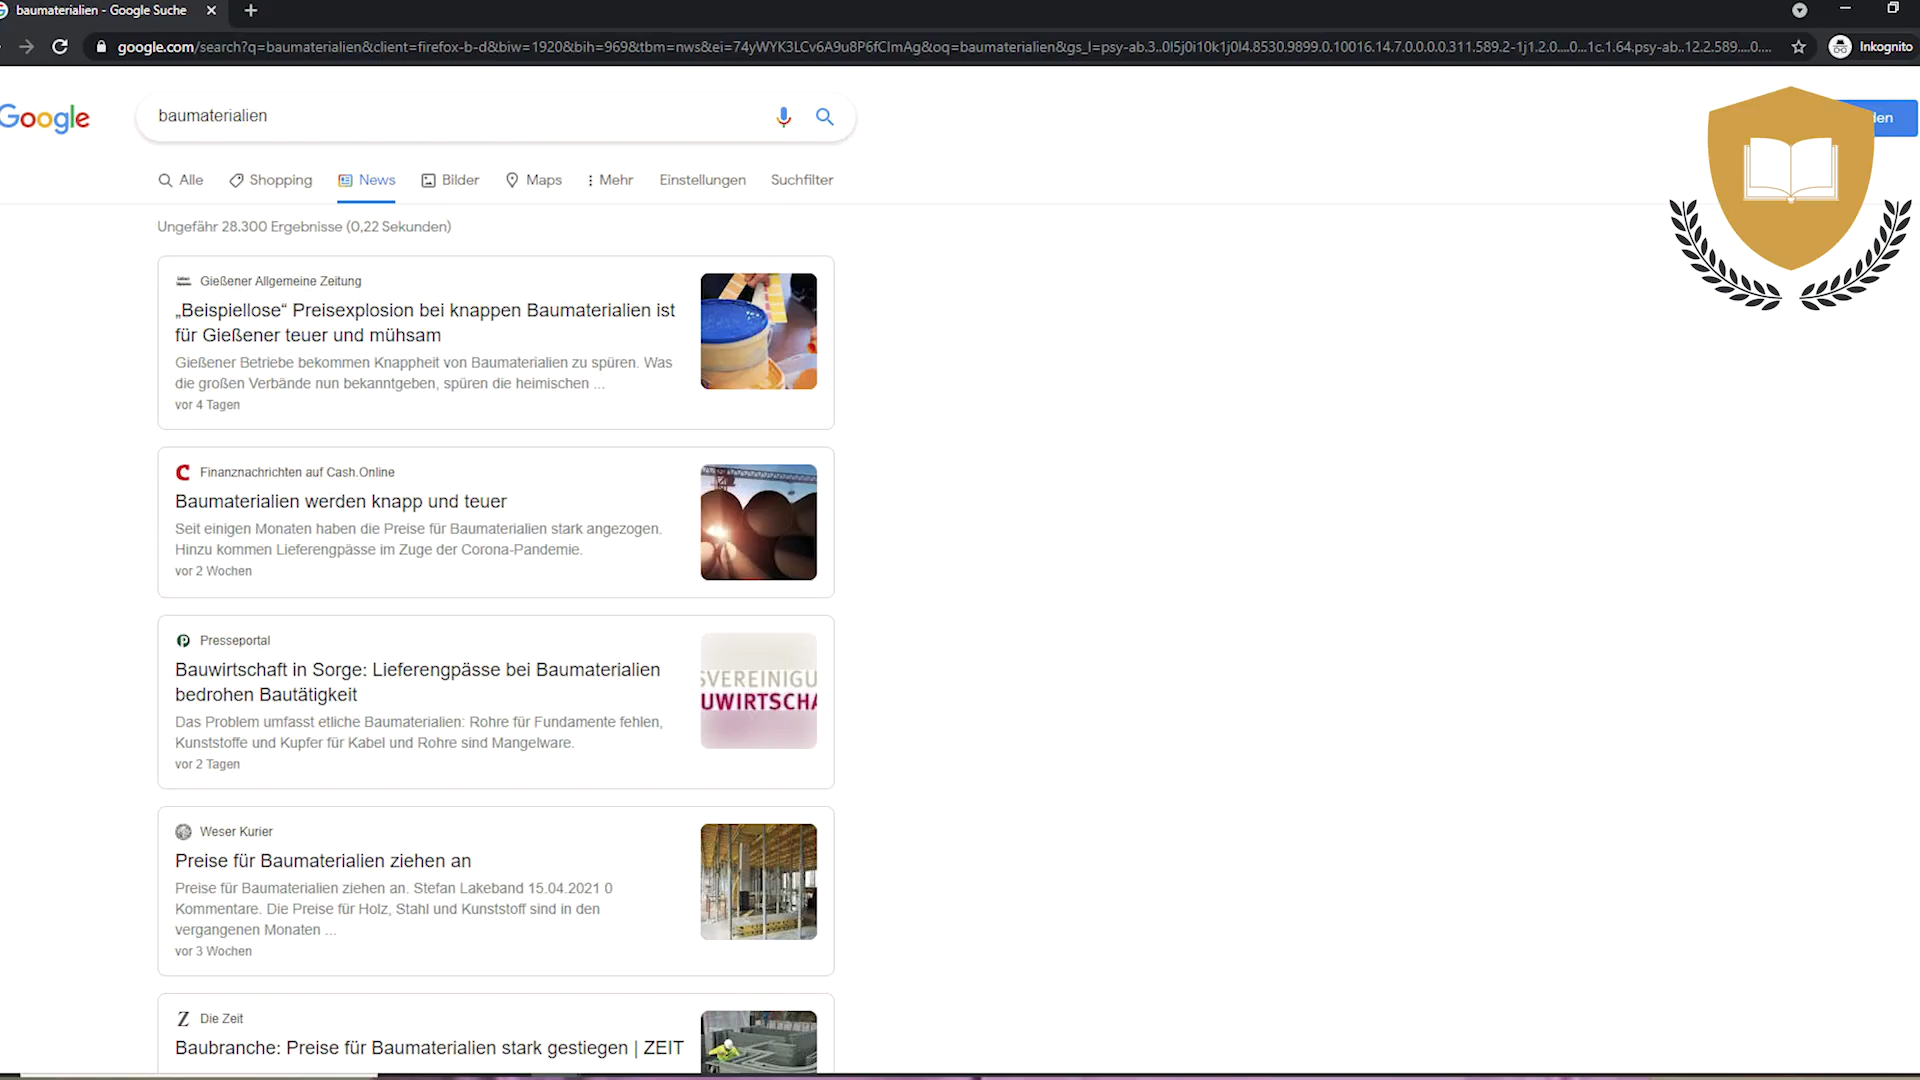 baumaterialien - Google Suche
google.com/search?q=baumaterialien&client=firefox-b-d&biw=1920&bih=969&tbm=nws&ei=74yWYK3LCv6A9u8P6fCImAg&oq=baumaterialien&gs_l=psy-ab.3..0l5j0i10k1j0l4.8530.9899.0.10016.14.7.0.0.0.0.311.589.2-1j1.2.0....0...1c.1.64.psy-ab..12.2.589....0....
Inkognito
Google
baumaterialien
den
Alle
Shopping
News
Bilder
Maps
Mehr
Einstellungen
Suchfilter
Ungefähr 28.300 Ergebnisse (0,22 Sekunden)
Gießener Allgemeine Zeitung
„Beispiellose“ Preisexplosion bei knappen Baumaterialien ist
für Gießener teuer und mühsam
Gießener Betriebe bekommen Knappheit von Baumaterialien zu spüren. Was
die großen Verbände nun bekanntgeben, spüren die heimischen ...
vor 4 Tagen
Finanznachrichten auf Cash.Online
Baumaterialien werden knapp und teuer
Seit einigen Monaten haben die Preise für Baumaterialien stark angezogen.
Hinzu kommen Lieferengpässe im Zuge der Corona-Pandemie.
vor 2 Wochen
Presseportal
Bauwirtschaft in Sorge: Lieferengpässe bei Baumaterialien
bedrohen Bautätigkeit
Das Problem umfasst etliche Baumaterialien: Rohre für Fundamente fehlen,
Kunststoffe und Kupfer für Kabel und Rohre sind Mangelware.
vor 2 Tagen
SVEREINIGU
UWIRTSCHA
Weser Kurier
Preise für Baumaterialien ziehen an
Preise für Baumaterialien ziehen an. Stefan Lakeband 15.04.2021 0
Kommentare. Die Preise für Holz, Stahl und Kunststoff sind in den
vergangenen Monaten ...
vor 3 Wochen
Z Die Zeit
Baubranche: Preise für Baumaterialien stark gestiegen | ZEIT